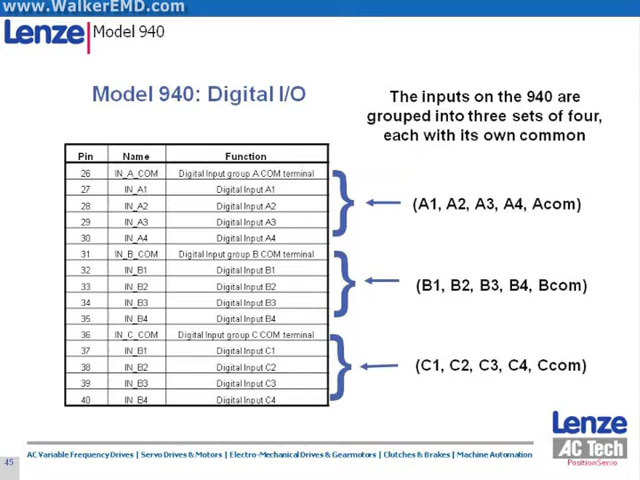 www.WalkerEMD.com
Lenze Model 940
Model 940: Digital I/O
The inputs on the 940 are
grouped into three sets of four,
each with its own common
Pin Name Function
26 IN_A_COM Digital Input group A COM terminal
27 IN_A1 Digital Input A1
28 IN_A2 Digital Input A2
29 IN_A3 Digital Input A3
30 IN_A4 Digital Input A4
31 IN_B_COM Digital Input group B COM terminal
32 IN_B1 Digital Input B1
33 IN_B2 Digital Input B2
34 IN_B3 Digital Input B3
35 IN_B4 Digital Input B4
36 IN_C_COM Digital Input group C COM terminal
37 IN_B1 Digital Input C1
38 IN_B2 Digital Input C2
39 IN_B3 Digital Input C3
40 IN_B4 Digital Input C4
(A1, A2, A3, A4, Acom)
(B1, B2, B3, B4, Bcom)
(C1, C2, C3, C4, Ccom)
Lenze
AC Tech
PositionServo
45 AC Variable Frequency Drives | Servo Drives & Motors | Electro-Mechanical Drives & Gearmotors | Clutches & Brakes | Machine Automation